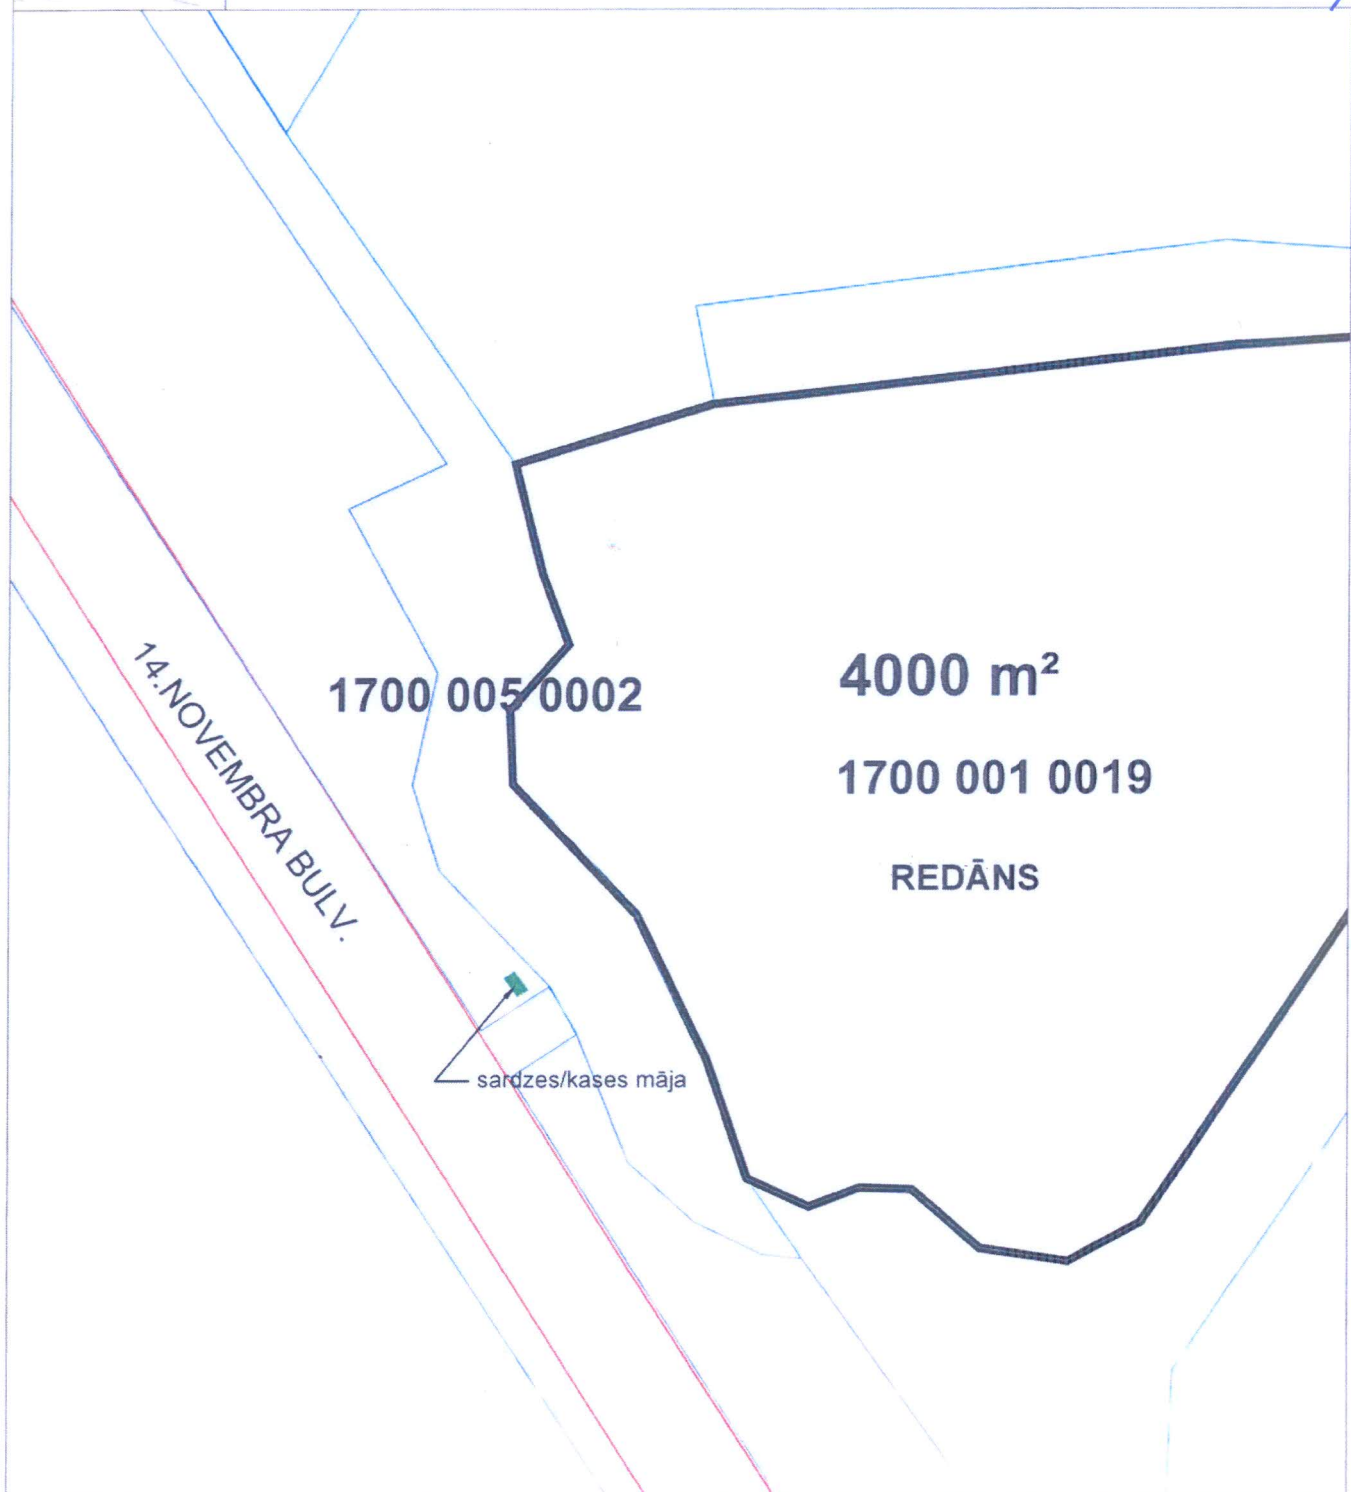 4000 m²
1700 005 0002
1700 001 0019
REDĀNS
14.NOVEMBRA BULV.
sardzes/kases māja